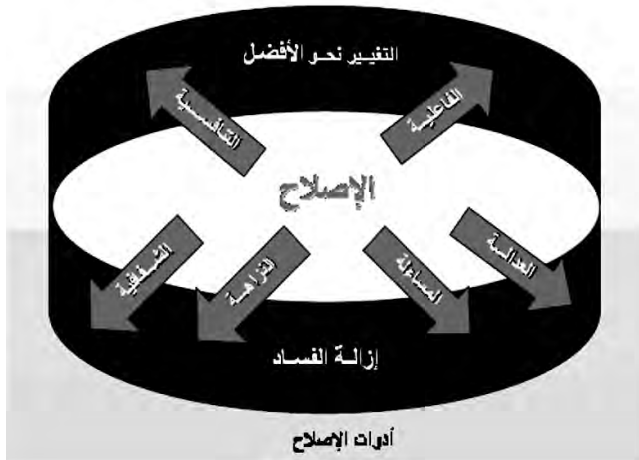 التغيير نحو الأفضل
الفاعلية
التنافسية
الإصلاح
العدالة
المساءلة
النزاهة
الشفافية
إزالة الفساد
أدوات الإصلاح